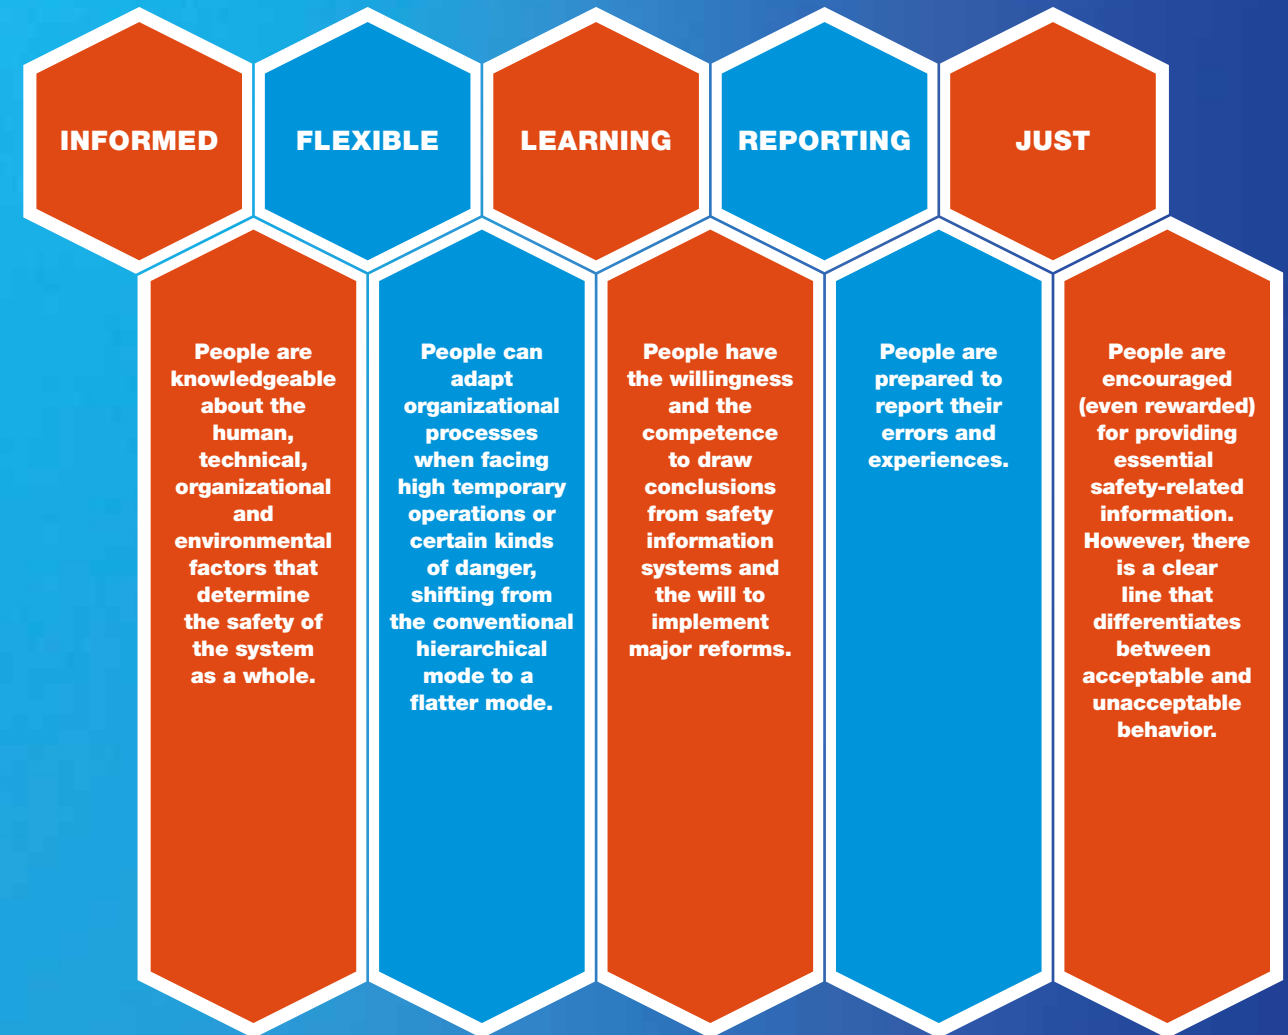 INFORMED
FLEXIBLE
LEARNING
REPORTING
JUST
People are
knowledgeable
about the
human,
technical,
organizational
and
environmental
factors that
determine
the safety of
the system
as a whole.
People can
adapt
organizational
processes
when facing
high temporary
operations or
certain kinds
of danger,
shifting from
the conventional
hierarchical
mode to a
flatter mode.
People have
the willingness
and the
competence
to draw
conclusions
from safety
information
systems and
the will to
implement
major reforms.
People are
prepared to
report their
errors and
experiences.
People are
encouraged
(even rewarded)
for providing
essential
safety-related
information.
However, there
is a clear
line that
differentiates
between
acceptable and
unacceptable
behavior.